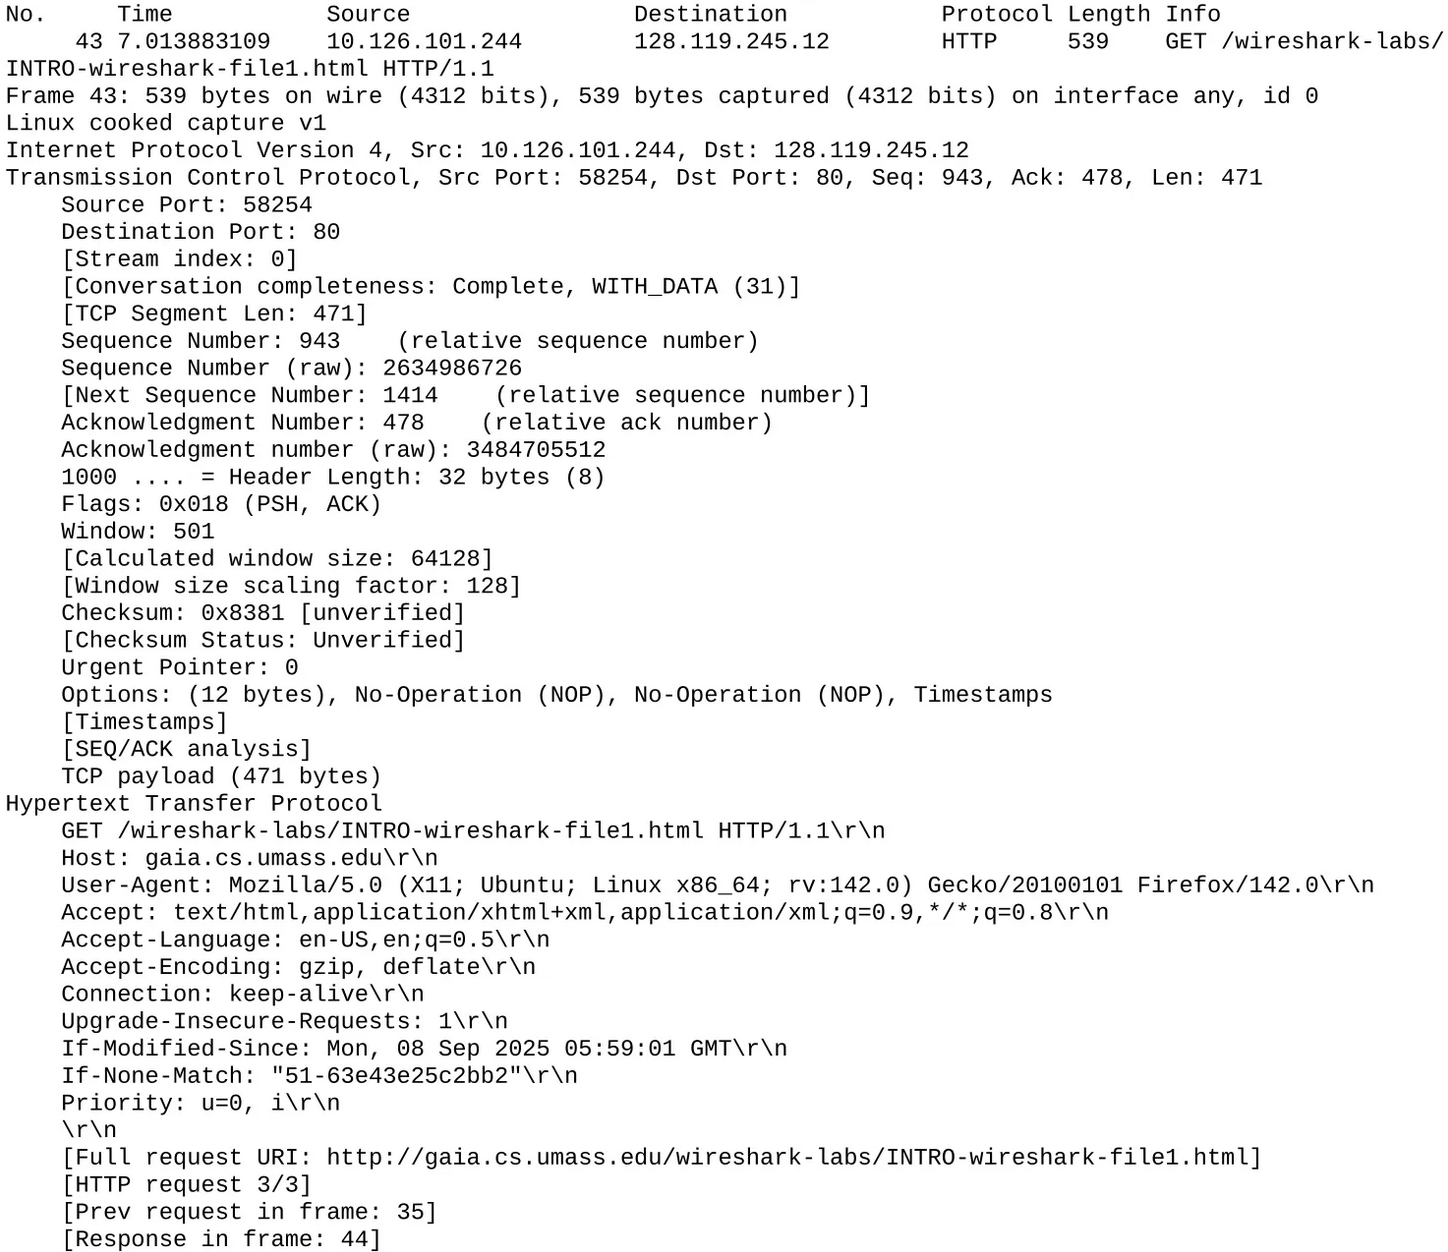 No.     Time           Source                Destination           Protocol Length Info
     43 7.013883109    10.126.101.244        128.119.245.12        HTTP     539    GET /wireshark-labs/
INTRO-wireshark-file1.html HTTP/1.1
Frame 43: 539 bytes on wire (4312 bits), 539 bytes captured (4312 bits) on interface any, id 0
Linux cooked capture v1
Internet Protocol Version 4, Src: 10.126.101.244, Dst: 128.119.245.12
Transmission Control Protocol, Src Port: 58254, Dst Port: 80, Seq: 943, Ack: 478, Len: 471
    Source Port: 58254
    Destination Port: 80
    [Stream index: 0]
    [Conversation completeness: Complete, WITH_DATA (31)]
    [TCP Segment Len: 471]
    Sequence Number: 943    (relative sequence number)
    Sequence Number (raw): 2634986726
    [Next Sequence Number: 1414    (relative sequence number)]
    Acknowledgment Number: 478    (relative ack number)
    Acknowledgment number (raw): 3484705512
    1000 .... = Header Length: 32 bytes (8)
    Flags: 0x018 (PSH, ACK)
    Window: 501
    [Calculated window size: 64128]
    [Window size scaling factor: 128]
    Checksum: 0x8381 [unverified]
    [Checksum Status: Unverified]
    Urgent Pointer: 0
    Options: (12 bytes), No-Operation (NOP), No-Operation (NOP), Timestamps
    [Timestamps]
    [SEQ/ACK analysis]
    TCP payload (471 bytes)
Hypertext Transfer Protocol
    GET /wireshark-labs/INTRO-wireshark-file1.html HTTP/1.1\r\n
    Host: gaia.cs.umass.edu\r\n
    User-Agent: Mozilla/5.0 (X11; Ubuntu; Linux x86_64; rv:142.0) Gecko/20100101 Firefox/142.0\r\n
    Accept: text/html,application/xhtml+xml,application/xml;q=0.9,*/*;q=0.8\r\n
    Accept-Language: en-US,en;q=0.5\r\n
    Accept-Encoding: gzip, deflate\r\n
    Connection: keep-alive\r\n
    Upgrade-Insecure-Requests: 1\r\n
    If-Modified-Since: Mon, 08 Sep 2025 05:59:01 GMT\r\n
    If-None-Match: "51-63e43e25c2bb2"\r\n
    Priority: u=0, i\r\n
    \r\n
    [Full request URI: http://gaia.cs.umass.edu/wireshark-labs/INTRO-wireshark-file1.html]
    [HTTP request 3/3]
    [Prev request in frame: 35]
    [Response in frame: 44]